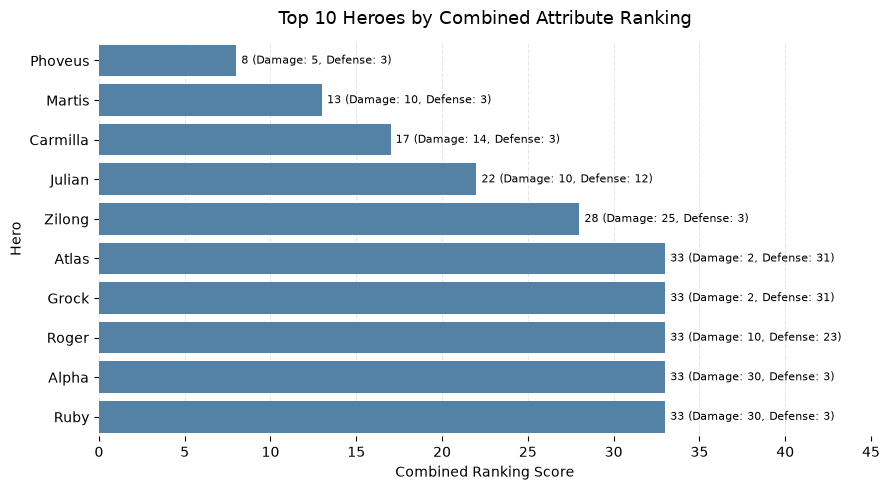 Top 10 Heroes by Combined Attribute Ranking
Hero
Phoveus 8 (Damage: 5, Defense: 3)
Martis 13 (Damage: 10, Defense: 3)
Carmilla 17 (Damage: 14, Defense: 3)
Julian 22 (Damage: 10, Defense: 12)
Zilong 28 (Damage: 25, Defense: 3)
Atlas 33 (Damage: 2, Defense: 31)
Grock 33 (Damage: 2, Defense: 31)
Roger 33 (Damage: 10, Defense: 23)
Alpha 33 (Damage: 30, Defense: 3)
Ruby 33 (Damage: 30, Defense: 3)
0 5 10 15 20 25 30 35 40 45
Combined Ranking Score